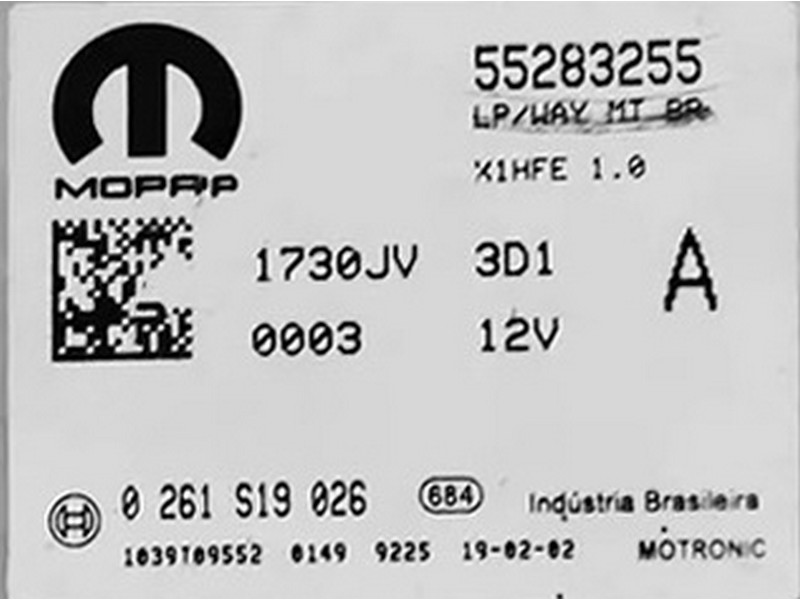 MOPAR
55283255
LP/WAY MT BR
X1HFE 1.0
1730JV 3D1 A
0003 12V
0 261 S19 026 684 Indústria Brasileira
1039T09552 0149 9225 19-02-02 MOTRONIC